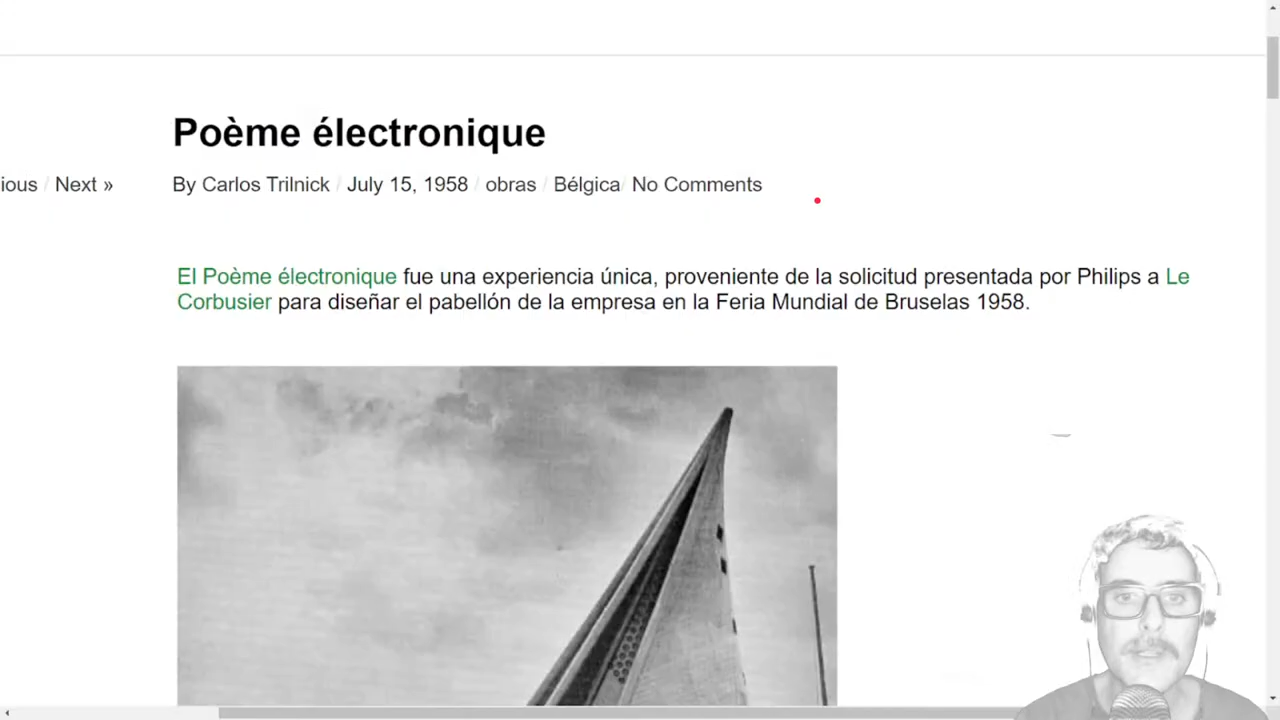 Poème électronique
ious / Next »
By Carlos Trilnick / July 15, 1958 / obras / Bélgica / No Comments
El Poème électronique fue una experiencia única, proveniente de la solicitud presentada por Philips a Le
Corbusier para diseñar el pabellón de la empresa en la Feria Mundial de Bruselas 1958.